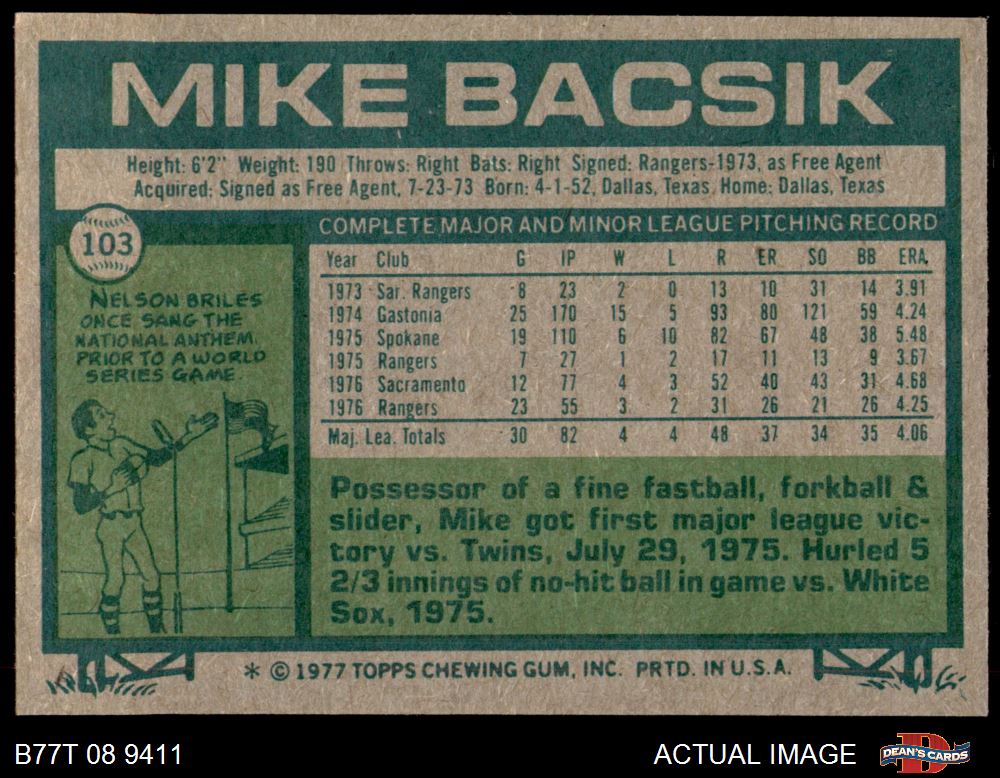 MIKE BACSIK
Height: 6'2" Weight: 190 Throws: Right Bats: Right Signed: Rangers-1973, as Free Agent
Acquired: Signed as Free Agent, 7-23-73 Born: 4-1-52, Dallas, Texas Home: Dallas, Texas
103
NELSON BRILES
ONCE SANG THE
NATIONAL ANTHEM
PRIOR TO A WORLD
SERIES GAME.
COMPLETE MAJOR AND MINOR LEAGUE PITCHING RECORD
Year Club G IP W L R ER SO BB ERA
1973 Sar. Rangers 8 23 2 0 13 10 31 14 3.91
1974 Gastonia 25 170 15 5 93 80 121 59 4.24
1975 Spokane 19 110 6 10 82 67 48 38 5.48
1975 Rangers 7 27 1 2 17 11 13 9 3.67
1976 Sacramento 12 77 4 3 52 40 43 31 4.68
1976 Rangers 23 55 3 2 31 26 21 26 4.25
Maj. Lea. Totals 30 82 4 4 48 37 34 35 4.06
Possessor of a fine fastball, forkball &
slider, Mike got first major league vic-
tory vs. Twins, July 29, 1975. Hurled 5
2/3 innings of no-hit ball in game vs. White
Sox, 1975.
* © 1977 TOPPS CHEWING GUM, INC. PRTD. IN U.S.A.
B77T 08 9411
ACTUAL IMAGE
D
DEAN'S CARDS